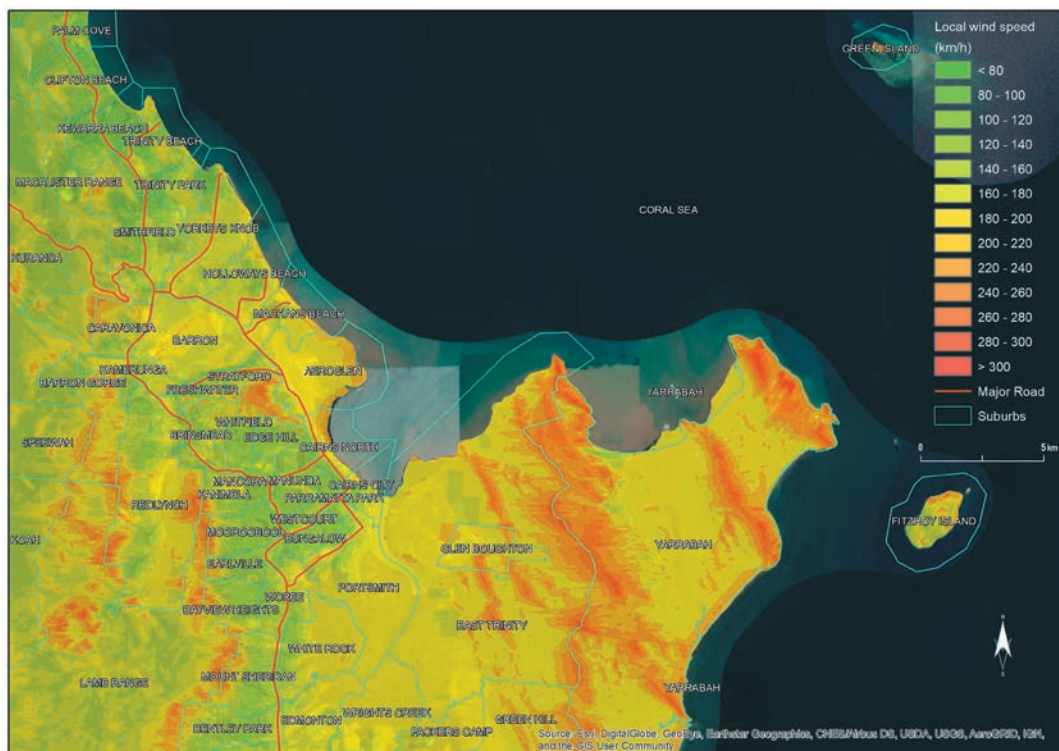 PALM COVE
CLIFTON BEACH
KEWARRA BEACH
TRINITY BEACH
MACALISTER RANGE
TRINITY PARK
SMITHFIELD
YORKEYS KNOB
KURANDA
HOLLOWAYS BEACH
MACHANS BEACH
CARAVONICA
BARRON
KAMERUNGA
AEROGLEN
BARRON GORGE
STRATFORD
FRESHWATER
WHITFIELD
BRINSMEAD
EDGE HILL
SPEEWAH
CAIRNS NORTH
MANOORA
MANUNDA
CAIRNS CITY
KANIMBLA
PARRAMATTA PARK
REDLYNCH
WESTCOURT
MOOROOBOOL
BUNGALOW
KOAH
EARLVILLE
PORTSMITH
WOREE
BAYVIEW HEIGHTS
WHITE ROCK
MOUNT SHERIDAN
LAMB RANGE
BENTLEY PARK
EDMONTON
WRIGHTS CREEK
PACKERS CAMP
GREEN HILL
EAST TRINITY
GLEN BOUGHTON
YARRABAH
YARRABAH
YARRABAH
CORAL SEA
GREEN ISLAND
FITZROY ISLAND
Local wind speed
(km/h)
< 80
80 - 100
100 - 120
120 - 140
140 - 160
160 - 180
180 - 200
200 - 220
220 - 240
240 - 260
260 - 280
280 - 300
> 300
Major Road
Suburbs
0 5 km
Source: Esri, DigitalGlobe, GeoEye, Earthstar Geographics, CNES/Airbus DS, USDA, USGS, AeroGRID, IGN,
and the GIS User Community